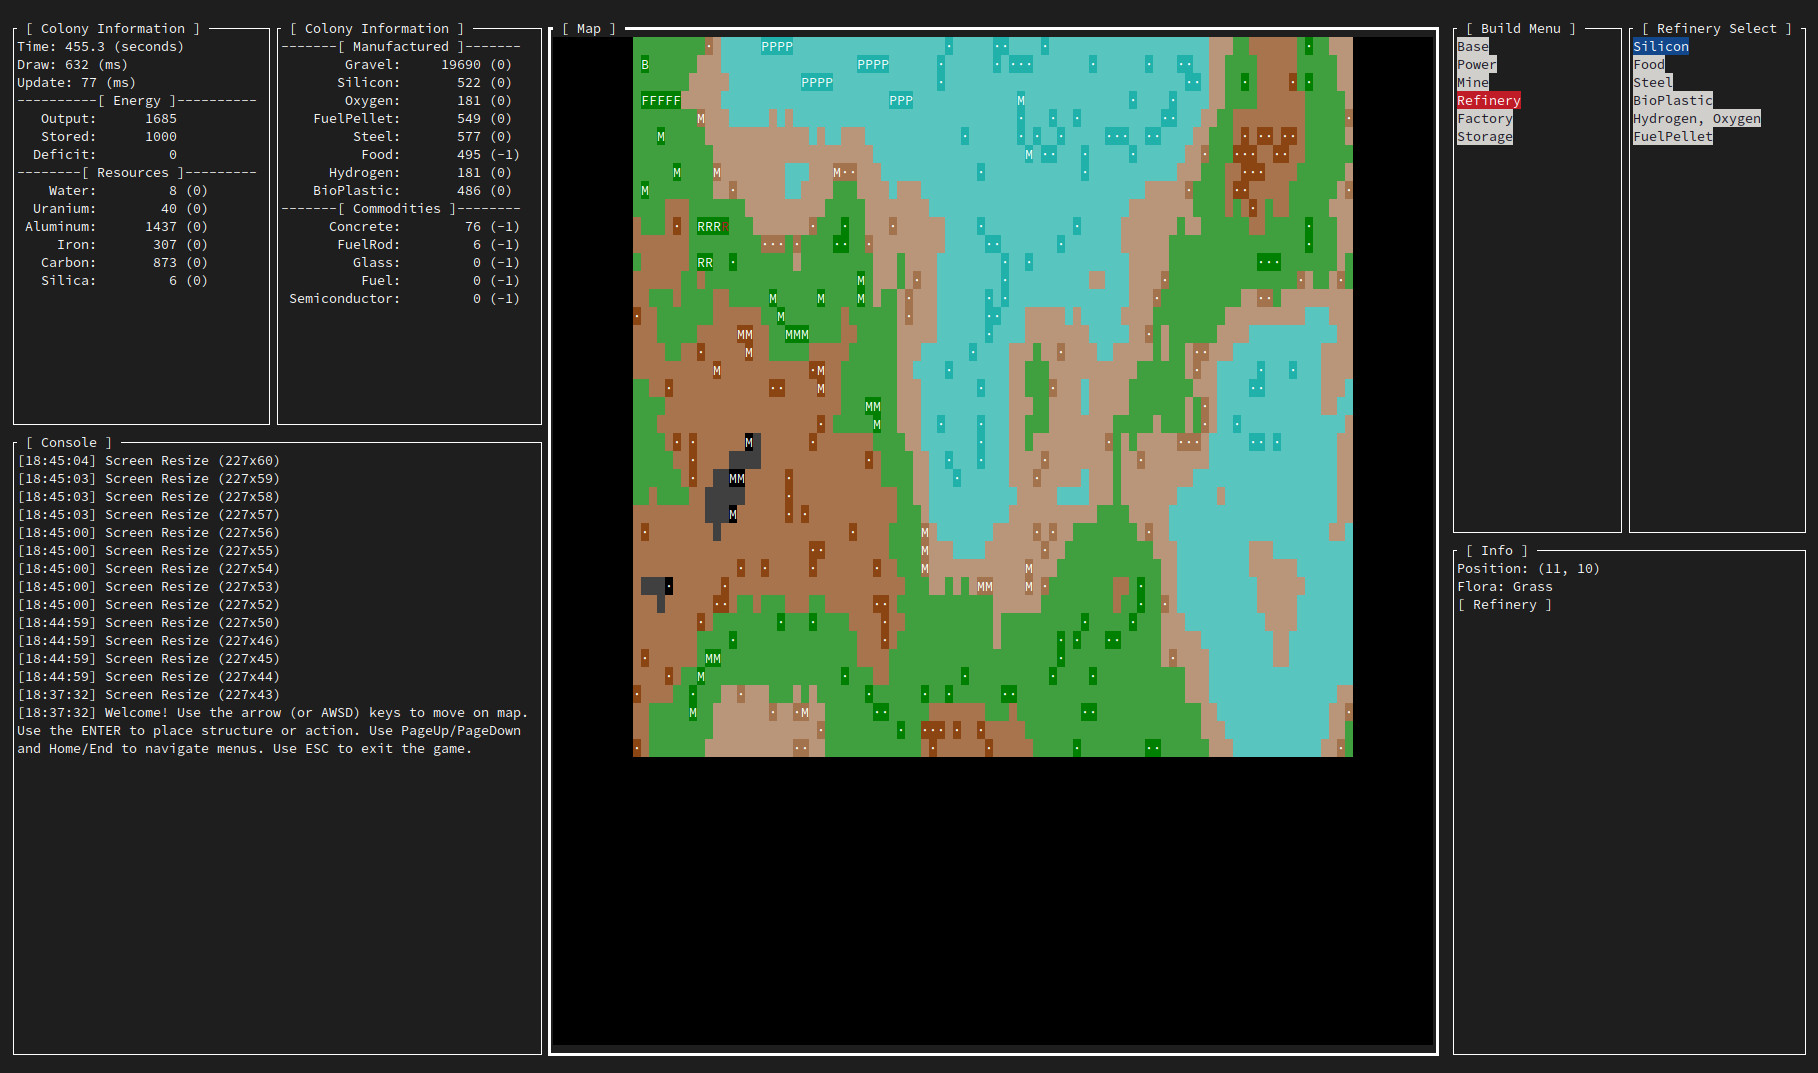 [ Colony Information ]
Time: 455.3 (seconds)
Draw: 632 (ms)
Update: 77 (ms)
----------[ Energy ]----------
Output: 1685
Stored: 1000
Deficit: 0
--------[ Resources ]---------
Water: 8 (0)
Uranium: 40 (0)
Aluminum: 1437 (0)
Iron: 307 (0)
Carbon: 873 (0)
Silica: 6 (0)
[ Colony Information ]
-------[ Manufactured ]-------
Gravel: 19690 (0)
Silicon: 522 (0)
Oxygen: 181 (0)
FuelPellet: 549 (0)
Steel: 577 (0)
Food: 495 (-1)
Hydrogen: 181 (0)
BioPlastic: 486 (0)
-------[ Commodities ]--------
Concrete: 76 (-1)
FuelRod: 6 (-1)
Glass: 0 (-1)
Fuel: 0 (-1)
Semiconductor: 0 (-1)
[ Console ]
[18:45:04] Screen Resize (227x60)
[18:45:03] Screen Resize (227x59)
[18:45:03] Screen Resize (227x58)
[18:45:03] Screen Resize (227x57)
[18:45:00] Screen Resize (227x56)
[18:45:00] Screen Resize (227x55)
[18:45:00] Screen Resize (227x54)
[18:45:00] Screen Resize (227x53)
[18:45:00] Screen Resize (227x52)
[18:44:59] Screen Resize (227x50)
[18:44:59] Screen Resize (227x46)
[18:44:59] Screen Resize (227x45)
[18:44:59] Screen Resize (227x44)
[18:37:32] Screen Resize (227x43)
[18:37:32] Welcome! Use the arrow (or AWSD) keys to move on map.
Use the ENTER to place structure or action. Use PageUp/PageDown
and Home/End to navigate menus. Use ESC to exit the game.
[ Map ]
PPPP
B PPPP
PPPP
FFFFF PPP M
M
M
M
M M M
M
RRRR
RR
M
M M M
M
MM MMM
M
M M
M
MM
M
M
MM
M
M
M
M M
MM M
MM
M
M M
[ Build Menu ]
Base
Power
Mine
Refinery
Factory
Storage
[ Refinery Select ]
Silicon
Food
Steel
BioPlastic
Hydrogen, Oxygen
FuelPellet
[ Info ]
Position: (11, 10)
Flora: Grass
[ Refinery ]